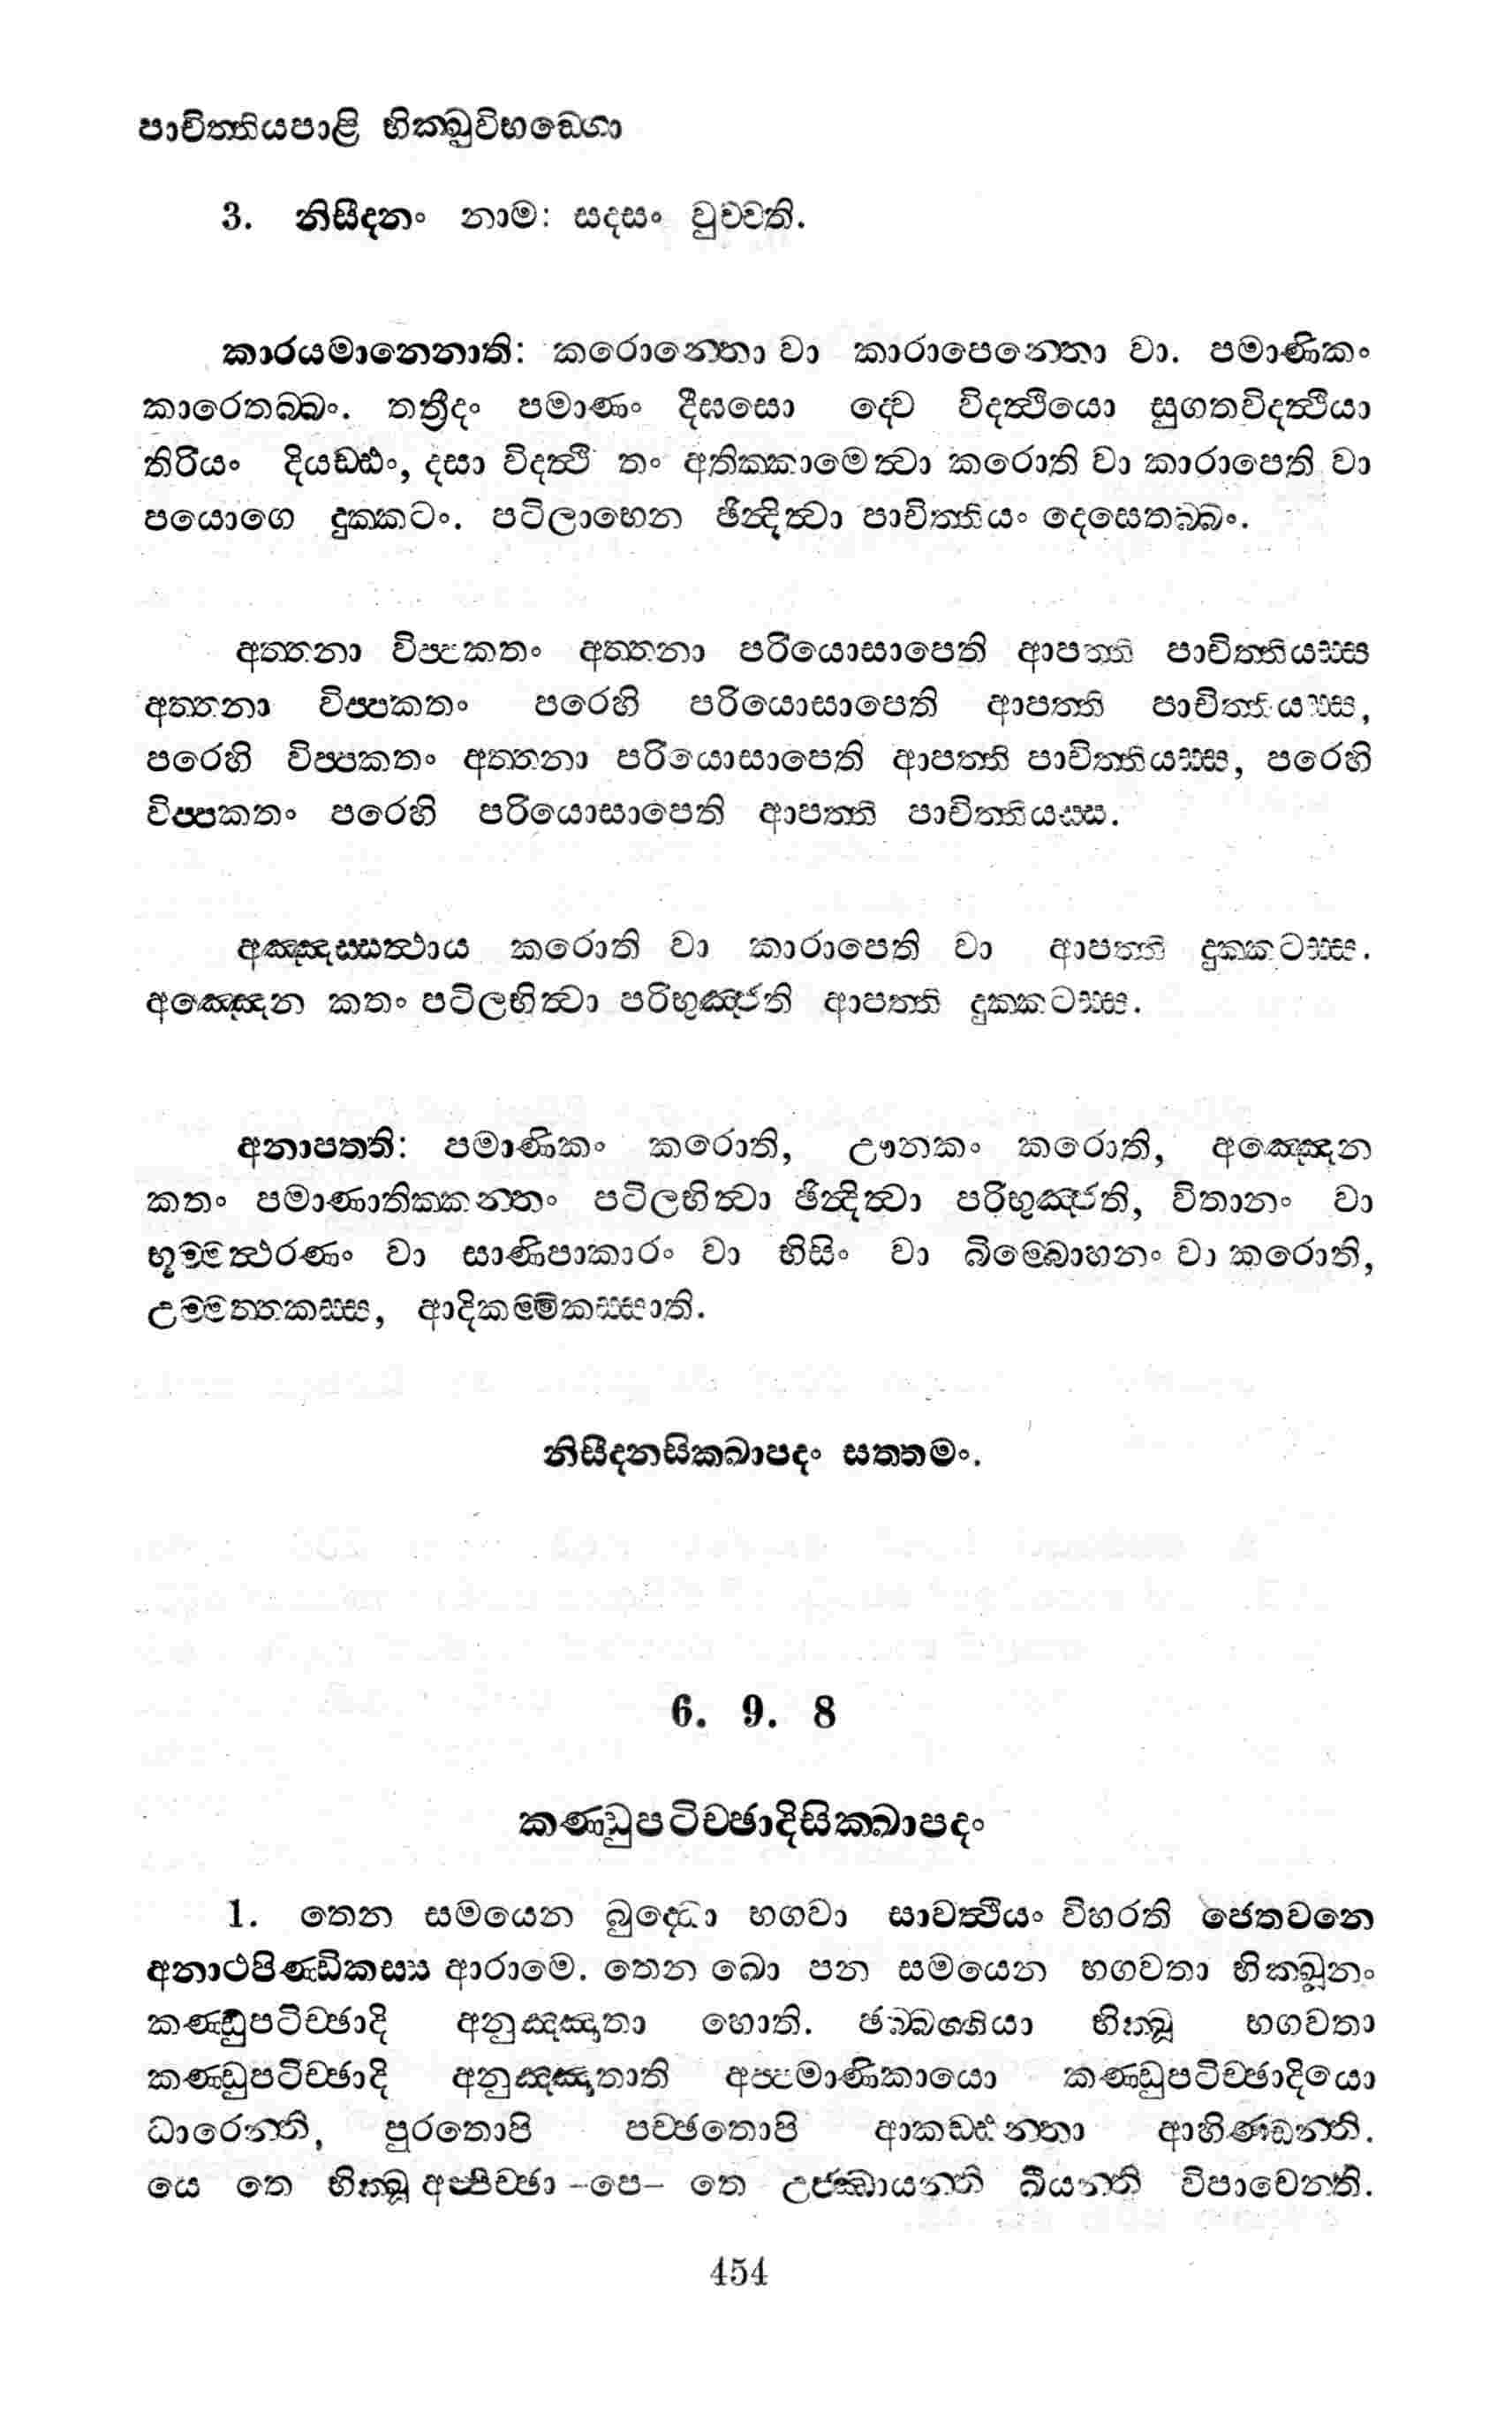 පාචිත්තියපාළි භික්ඛුවිභඞ්ගො
3. නිසීදනං නාම: සදසං වුච්චති.
කාරයමානෙනාති: කරොන්තො වා කාරාපෙන්තො වා. පමාණිකං
කාරෙතබ්බං. තත්‍රීදං පමාණං දීඝසො ද්වෙ විදත්ථියො සුගතවිදත්ථියා
තිරියං දියඩ්ඪං, දසා විදත්ථි තං අතික්කාමෙත්වා කරොති වා කාරාපෙති වා
පයොගෙ දුක්කටං. පටිලාභෙන ඡින්දිත්වා පාචිත්තියං දෙසෙතබ්බං.
අත්තනා විප්පකතං අත්තනා පරියොසාපෙති ආපත්ති පාචිත්තියස්ස
අත්තනා විප්පකතං පරෙහි පරියොසාපෙති ආපත්ති පාචිත්තියස්ස,
පරෙහි විප්පකතං අත්තනා පරියොසාපෙති ආපත්ති පාචිත්තියස්ස, පරෙහි
විප්පකතං පරෙහි පරියොසාපෙති ආපත්ති පාචිත්තියස්ස.
අඤ්ඤස්සත්ථාය කරොති වා කාරාපෙති වා ආපත්ති දුක්කටස්ස.
අඤ්ඤෙන කතං පටිලභිත්වා පරිභුඤ්ජති ආපත්ති දුක්කටස්ස.
අනාපත්ති: පමාණිකං කරොති, ඌනකං කරොති, අඤ්ඤෙන
කතං පමාණාතික්කන්තං පටිලභිත්වා ඡින්දිත්වා පරිභුඤ්ජති, විතානං වා
භූම්මත්ථරණං වා සාණිපාකාරං වා භිසිං වා බිම්බොහනං වා කරොති,
උම්මත්තකස්ස, ආදිකම්මිකස්සාති.
නිසීදනසික්ඛාපදං සත්තමං.
6. 9. 8
කණ්ඩුපටිච්ඡාදිසික්ඛාපදං
1. තෙන සමයෙන බුද්ධො භගවා සාවත්ථියං විහරති ජෙතවනෙ
අනාථපිණ්ඩිකස්ස ආරාමෙ. තෙන ඛො පන සමයෙන භගවතා භික්ඛූනං
කණ්ඩුපටිච්ඡාදි අනුඤ්ඤාතා හොති. ඡබ්බග්ගියා භික්ඛූ භගවතා
කණ්ඩුපටිච්ඡාදි අනුඤ්ඤාතාති අප්පමාණිකායො කණ්ඩුපටිච්ඡාදියො
ධාරෙන්ති, පුරතොපි පච්ඡතොපි ආකඩ්ඪන්තා ආහිණ්ඩන්ති.
යෙ තෙ භික්ඛූ අප්පිච්ඡා –පෙ– තෙ උජ්ඣායන්ති ඛීයන්ති විපාචෙන්ති.
454